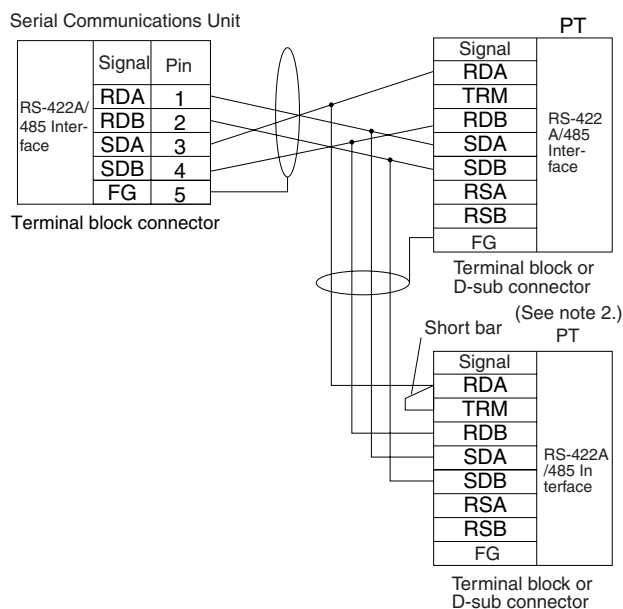 Serial Communications Unit
RS-422A/
485 Inter-
face
Signal Pin
RDA 1
RDB 2
SDA 3
SDB 4
FG 5
Terminal block connector
PT
Signal
RDA
TRM
RDB
SDA
SDB
RSA
RSB
FG
RS-422
A/485
Inter-
face
Terminal block or
D-sub connector
(See note 2.)
Short bar
PT
Signal
RDA
TRM
RDB
SDA
SDB
RSA
RSB
FG
RS-422A
/485 In
terface
Terminal block or
D-sub connector